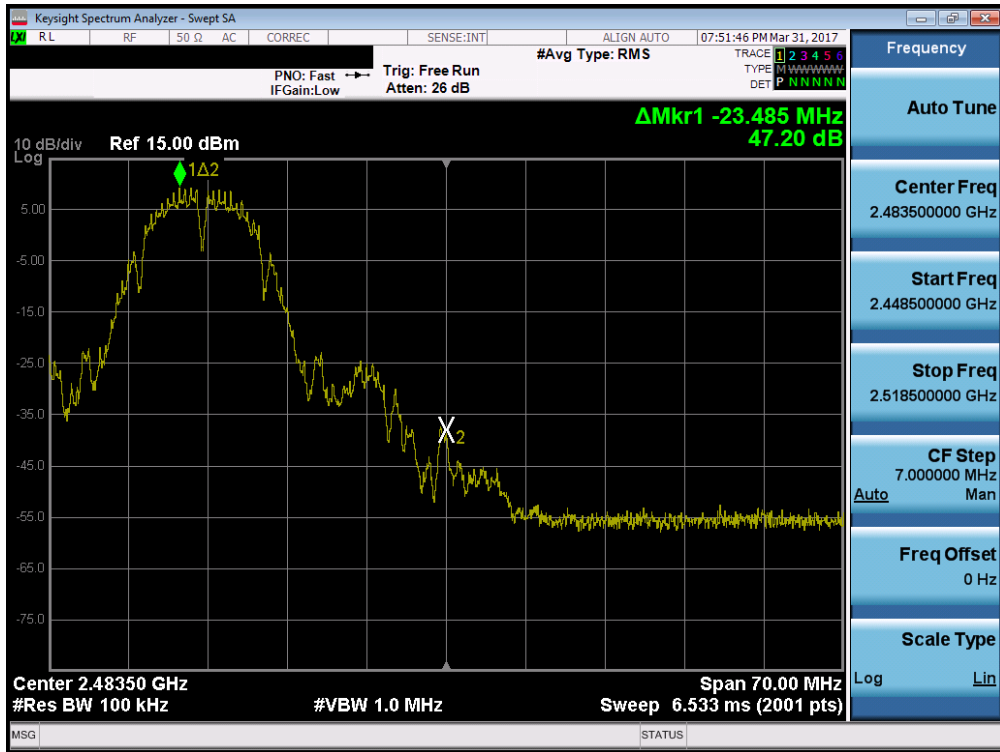 Keysight Spectrum Analyzer - Swept SA
LXI RL RF 50 Ω AC CORREC SENSE:INT ALIGN AUTO 07:51:46 PM Mar 31, 2017
#Avg Type: RMS
TRACE 1 2 3 4 5 6
PNO: Fast Trig: Free Run
TYPE M WWWWW
IFGain:Low Atten: 26 dB
DET P N N N N N
ΔMkr1 -23.485 MHz
47.20 dB
10 dB/div Ref 15.00 dBm
Log
1Δ2
5.00
-5.00
-15.0
-25.0
-35.0
X2
-45.0
-55.0
-65.0
-75.0
Center 2.48350 GHz Span 70.00 MHz
#Res BW 100 kHz #VBW 1.0 MHz Sweep 6.533 ms (2001 pts)
MSG STATUS
Frequency
Auto Tune
Center Freq
2.483500000 GHz
Start Freq
2.448500000 GHz
Stop Freq
2.518500000 GHz
CF Step
7.000000 MHz
Auto Man
Freq Offset
0 Hz
Scale Type
Log Lin